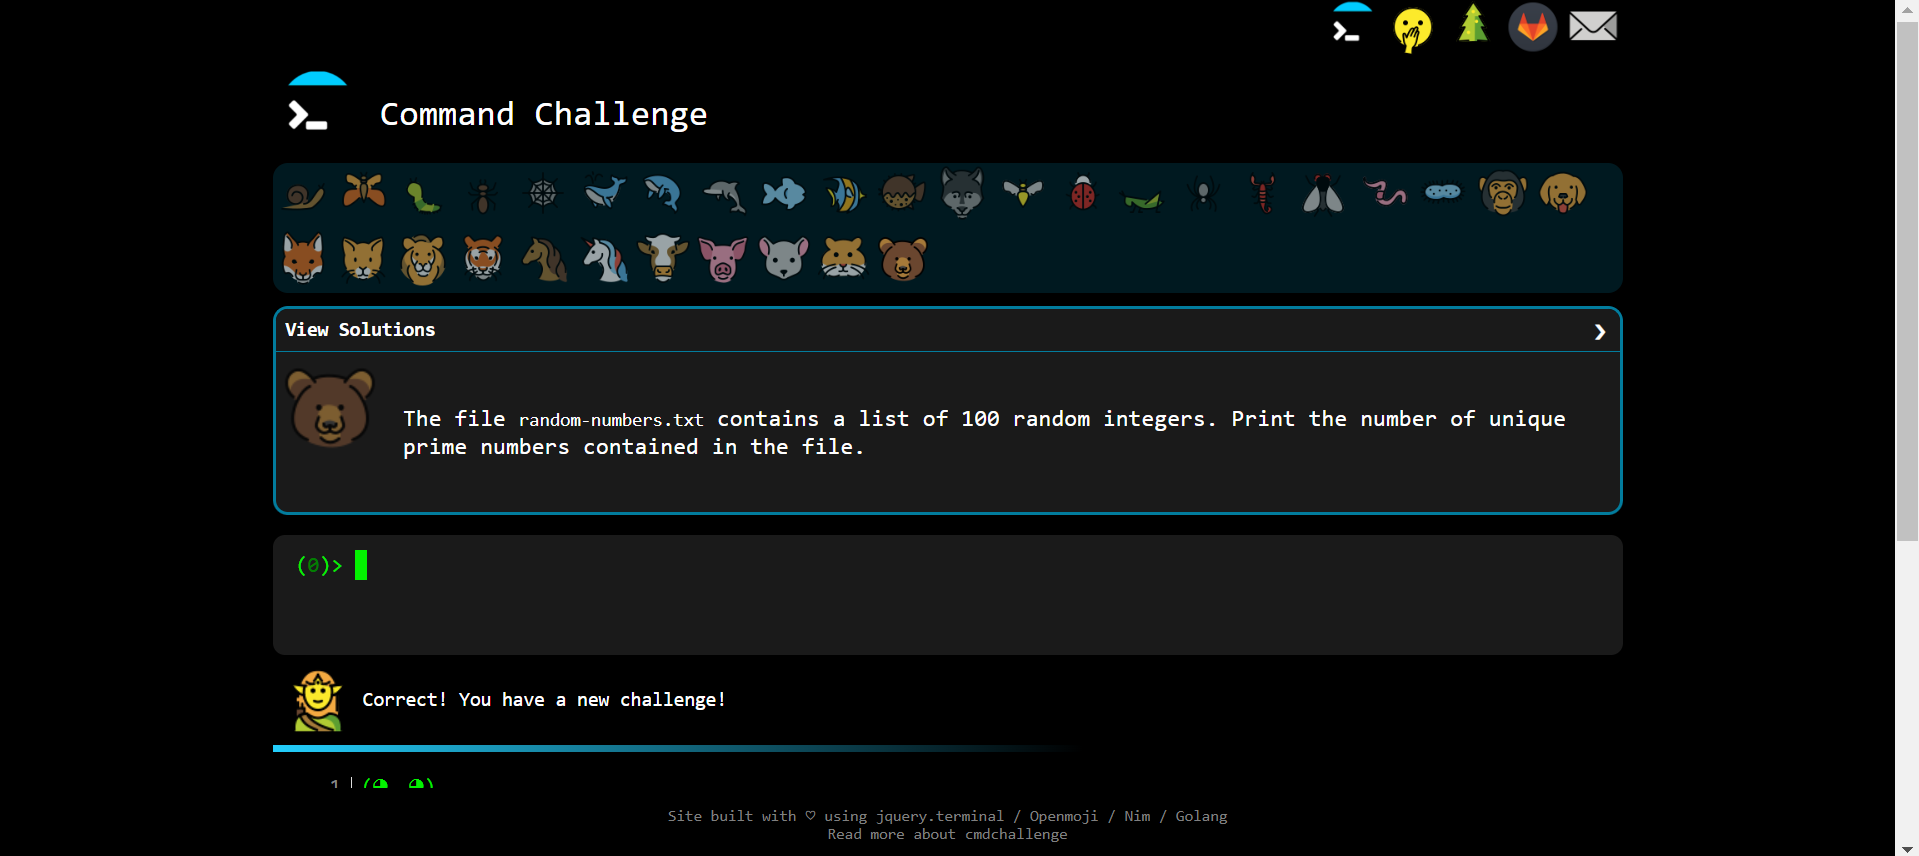 Command Challenge
View Solutions
The file random-numbers.txt contains a list of 100 random integers. Print the number of unique
prime numbers contained in the file.
(0)>
Correct! You have a new challenge!
1
Site built with ♡ using jquery.terminal / Openmoji / Nim / Golang
Read more about cmdchallenge